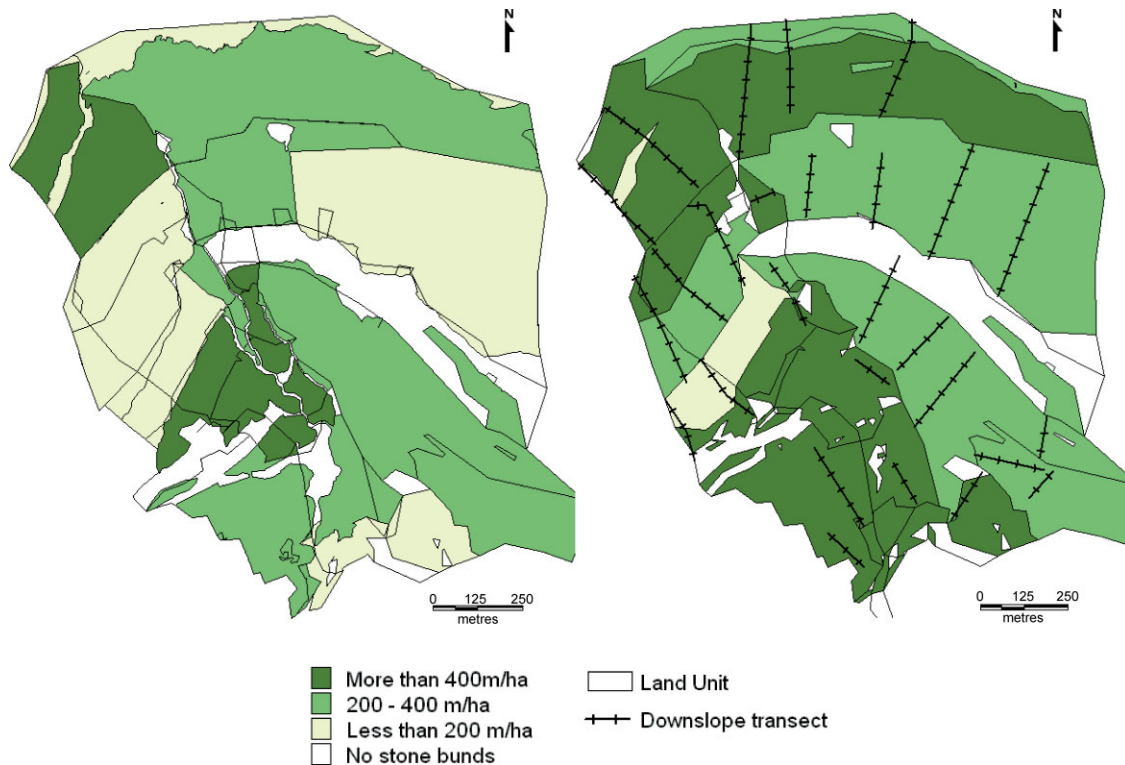 N
N
0 125 250
metres
0 125 250
metres
More than 400m/ha
200 - 400 m/ha
Less than 200 m/ha
No stone bunds
Land Unit
Downslope transect